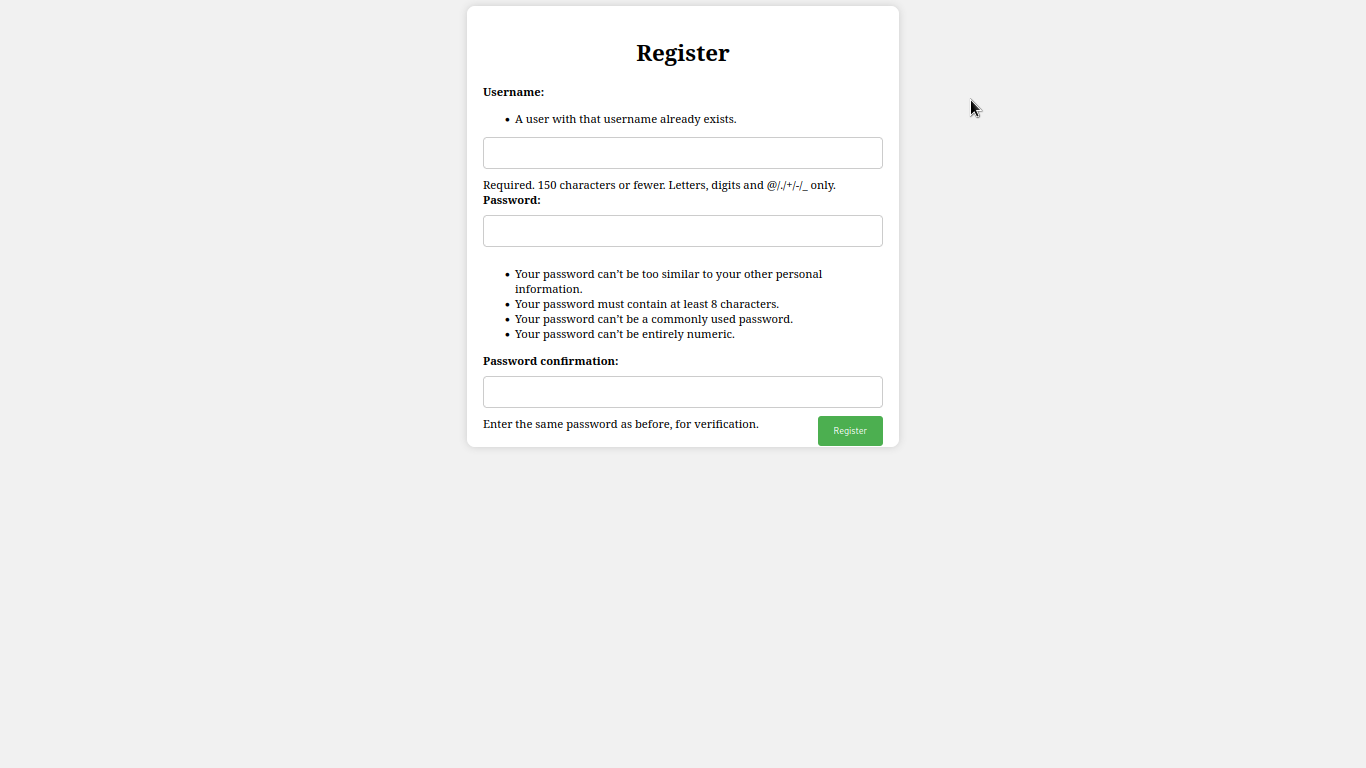 Register
Username:
• A user with that username already exists.
Required. 150 characters or fewer. Letters, digits and @/./+/-/_ only.
Password:
• Your password can’t be too similar to your other personal
information.
• Your password must contain at least 8 characters.
• Your password can’t be a commonly used password.
• Your password can’t be entirely numeric.
Password confirmation:
Enter the same password as before, for verification.
Register